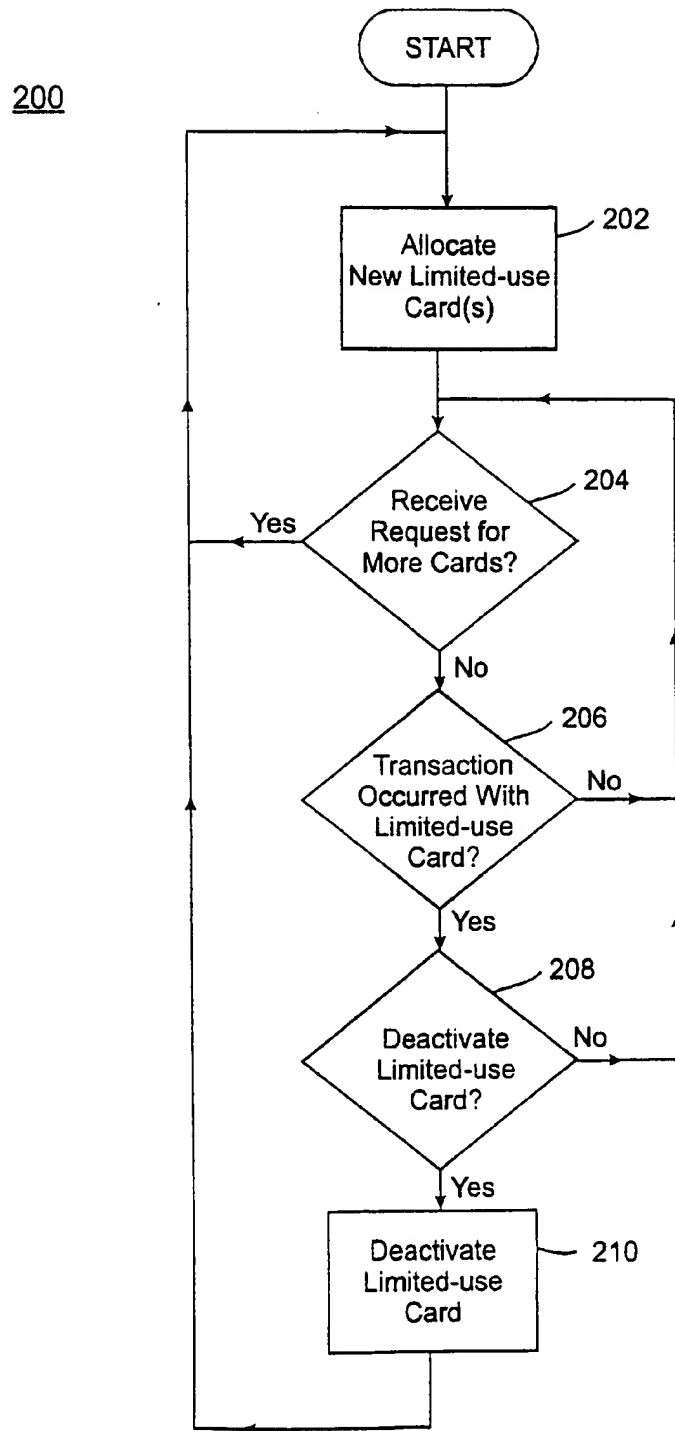 START
200
202
Allocate
New Limited-use
Card(s)
204
Receive
Request for
More Cards?
Yes
No
206
Transaction
Occurred With
Limited-use
Card?
No
Yes
208
Deactivate
Limited-use
Card?
No
Yes
Deactivate
Limited-use
Card
210